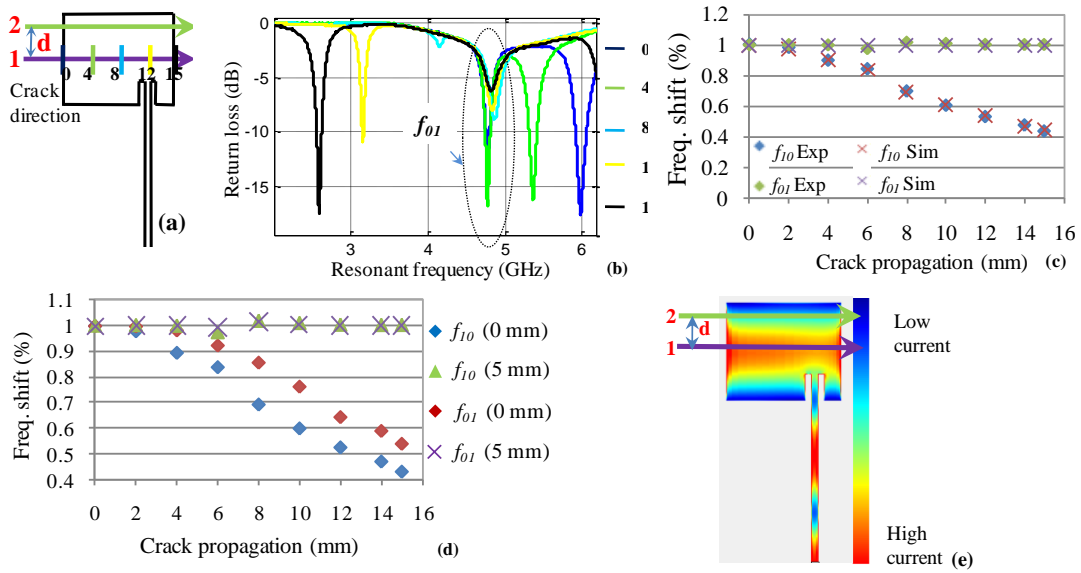 2
d
1
0 4 8 12 15
Crack
direction
(a)
0
-5
-10
-15
Return loss (dB)
f01
2 3 4 5 6
Resonant frequency (GHz)
0
4
8
1
1
(b)
1.2
1
0.8
0.6
0.4
0.2
0
Freq. shift (%)
f10 Exp
f10 Sim
f01 Exp
f01 Sim
0 2 4 6 8 10 12 14 16
Crack propagation (mm)
(c)
1.1
1
0.9
0.8
0.7
0.6
0.5
0.4
Freq. shift (%)
0 2 4 6 8 10 12 14 16
Crack propagation (mm)
f10 (0 mm)
f10 (5 mm)
f01 (0 mm)
f01 (5 mm)
(d)
2
d
1
Low
current
High
current
(e)